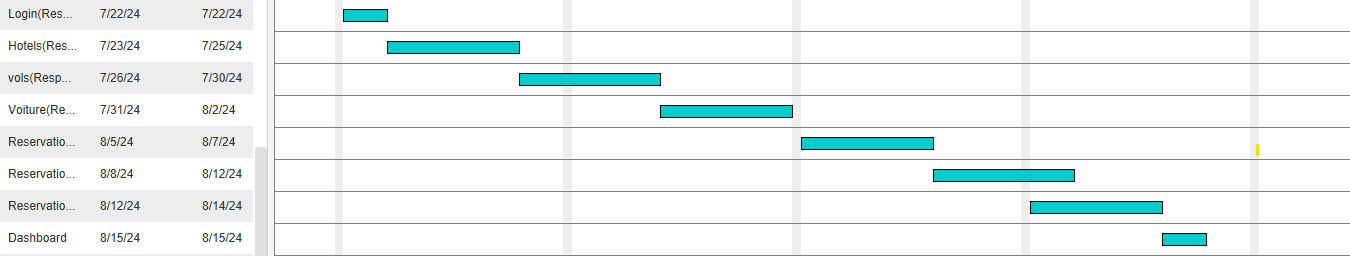 Login(Res... 7/22/24 7/22/24
Hotels(Res... 7/23/24 7/25/24
vols(Resp... 7/26/24 7/30/24
Voiture(Re... 7/31/24 8/2/24
Reservatio... 8/5/24 8/7/24
Reservatio... 8/8/24 8/12/24
Reservatio... 8/12/24 8/14/24
Dashboard 8/15/24 8/15/24